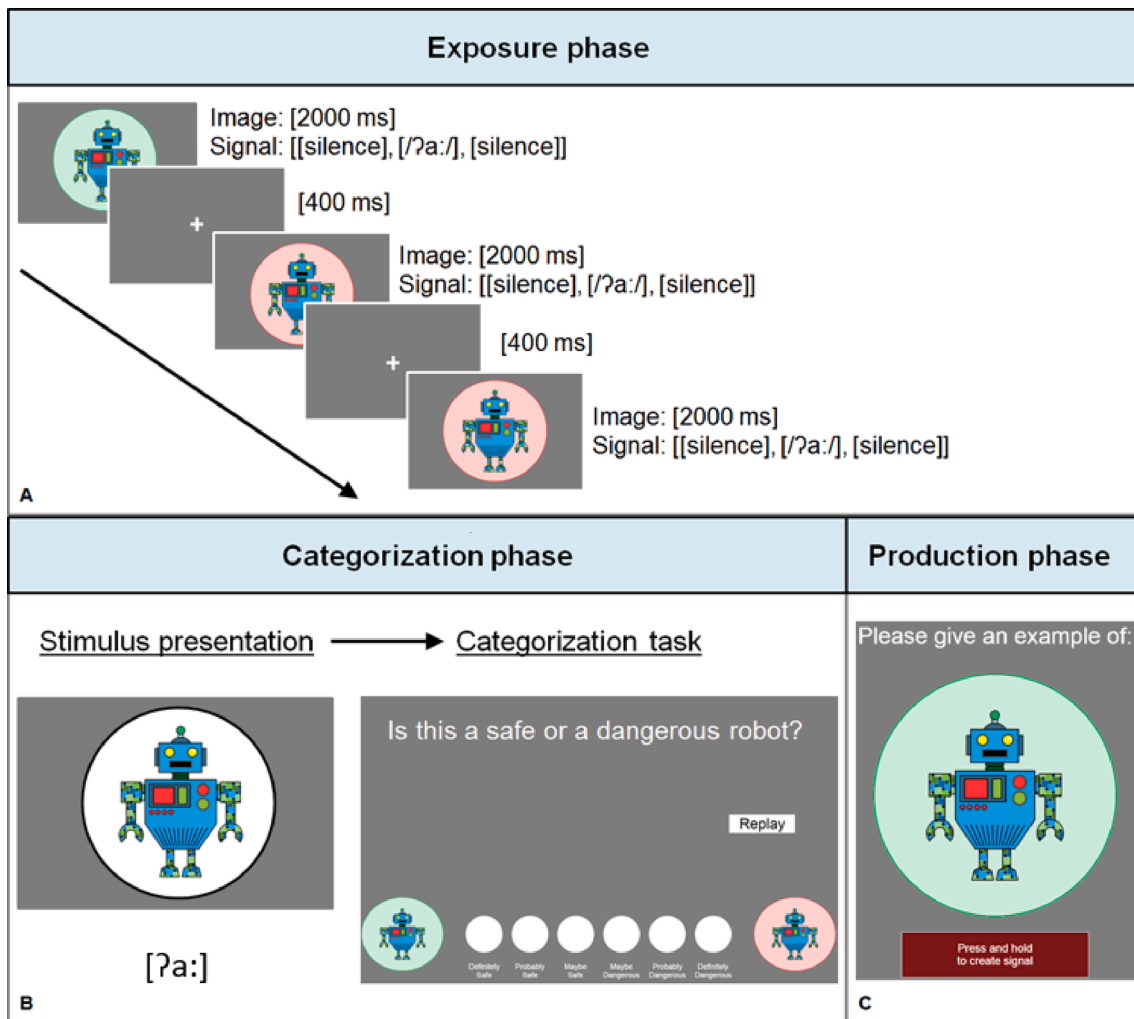 Exposure phase
Image: [2000 ms]
Signal: [[silence], [/ʔa:/], [silence]]
[400 ms]
Image: [2000 ms]
Signal: [[silence], [/ʔa:/], [silence]]
[400 ms]
Image: [2000 ms]
Signal: [[silence], [/ʔa:/], [silence]]
A
Categorization phase
Stimulus presentation
Categorization task
Is this a safe or a dangerous robot?
Replay
Definitely Safe
Probably Safe
Maybe Safe
Maybe Dangerous
Probably Dangerous
Definitely Dangerous
[ʔaː]
B
Production phase
Please give an example of:
Press and hold
to create signal
C